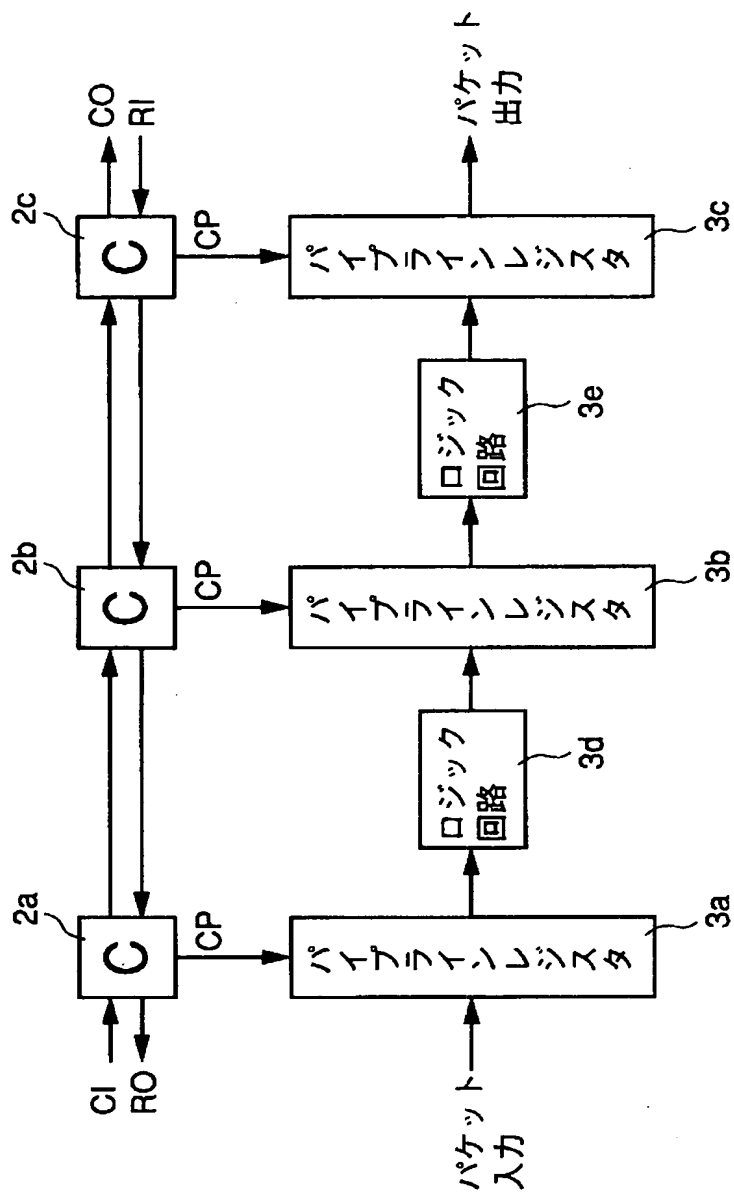 2a
2b
2c
CI
RO
C
C
C
CO
RI
CP
CP
CP
パケット
入力
パイプラインレジスタ
ロジック
回路
パイプラインレジスタ
ロジック
回路
パイプラインレジスタ
パケット
出力
3a
3d
3b
3e
3c